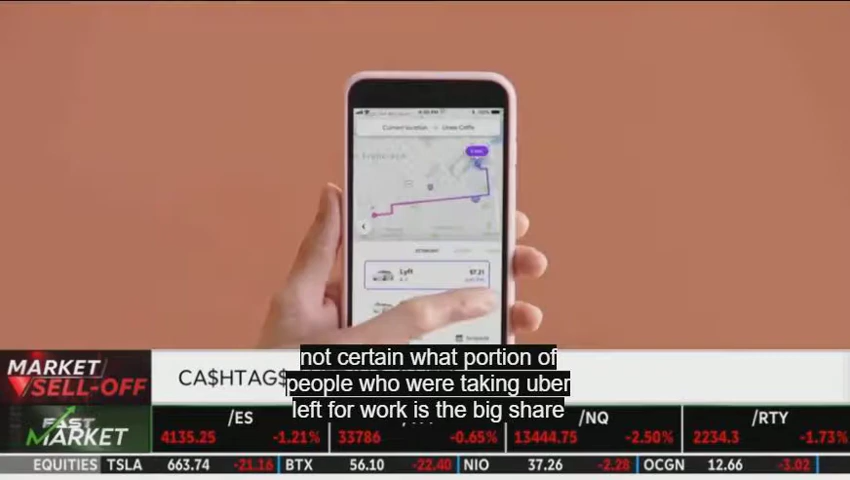 Current location
Lyft
$7.21
not certain what portion of
people who were taking uber
left for work is the big share
MARKET
SELL-OFF
CA$HTAG$
FAST
MARKET
/ES
4135.25 -1.21%
33786 -0.65%
/NQ
13444.75 -2.50%
/RTY
2234.3 -1.73%
EQUITIES TSLA 663.74 -21.16 BTX 56.10 -22.40 NIO 37.26 -2.28 OCGN 12.66 -3.02